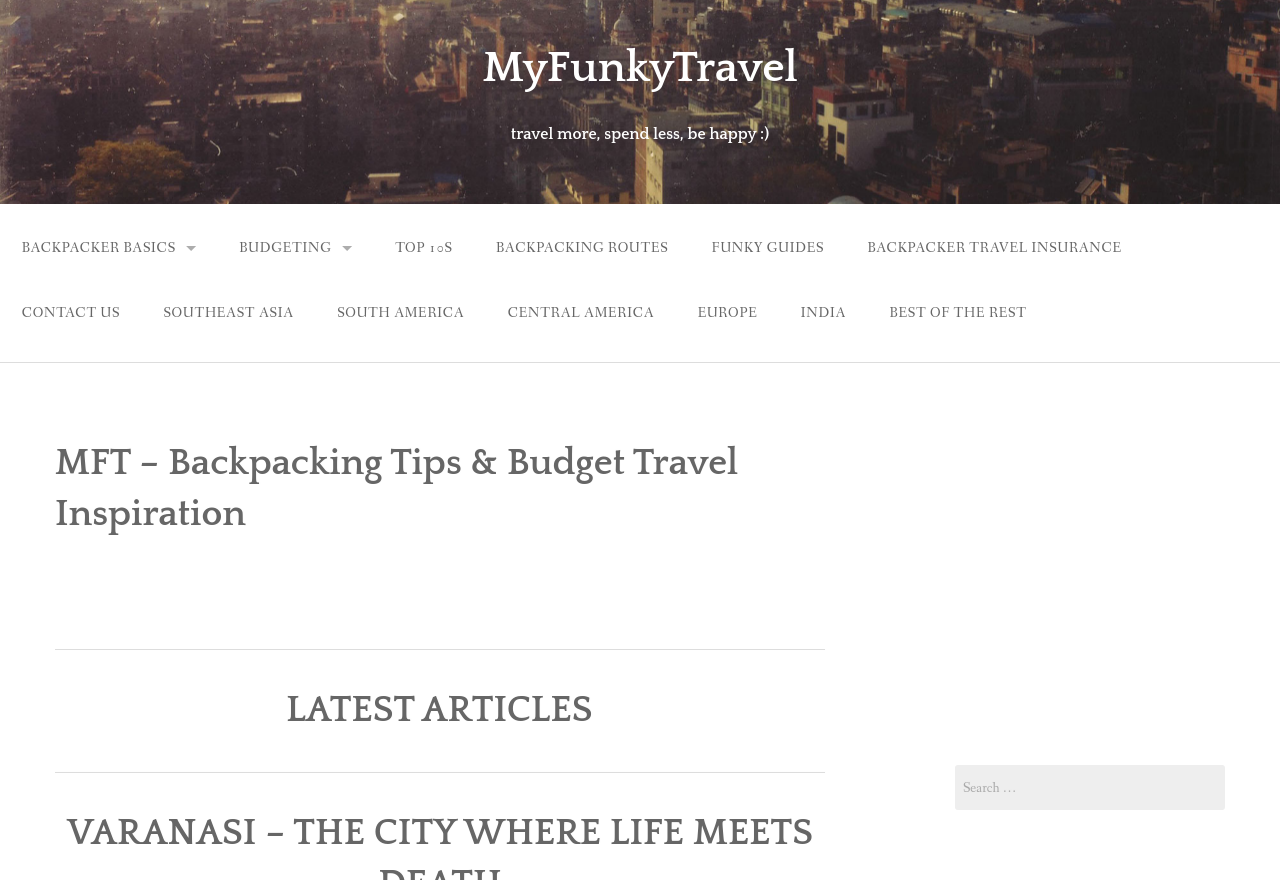 MyFunkyTravel
travel more, spend less, be happy :)
BACKPACKER BASICS BUDGETING TOP 10S BACKPACKING ROUTES FUNKY GUIDES BACKPACKER TRAVEL INSURANCE
CONTACT US SOUTHEAST ASIA SOUTH AMERICA CENTRAL AMERICA EUROPE INDIA BEST OF THE REST
MFT – Backpacking Tips & Budget Travel
Inspiration
LATEST ARTICLES
Search …
VARANASI – THE CITY WHERE LIFE MEETS
DEATH